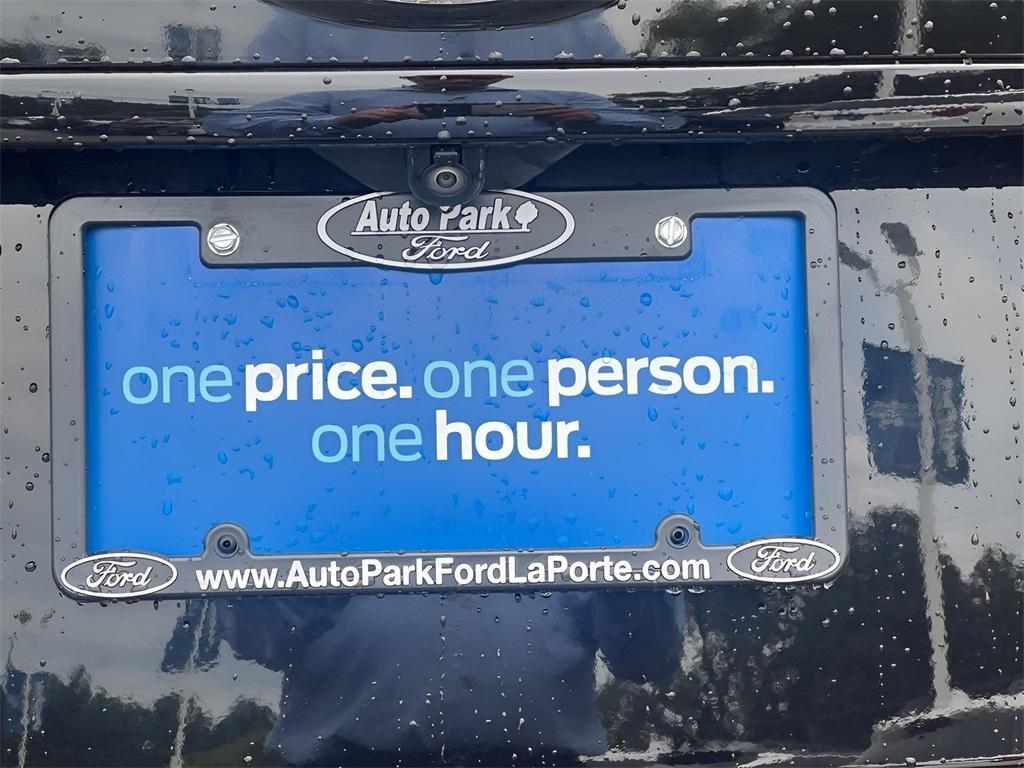 Auto Park
Ford
one price. one person.
one hour.
Ford www.AutoParkFordLaPorte.com Ford